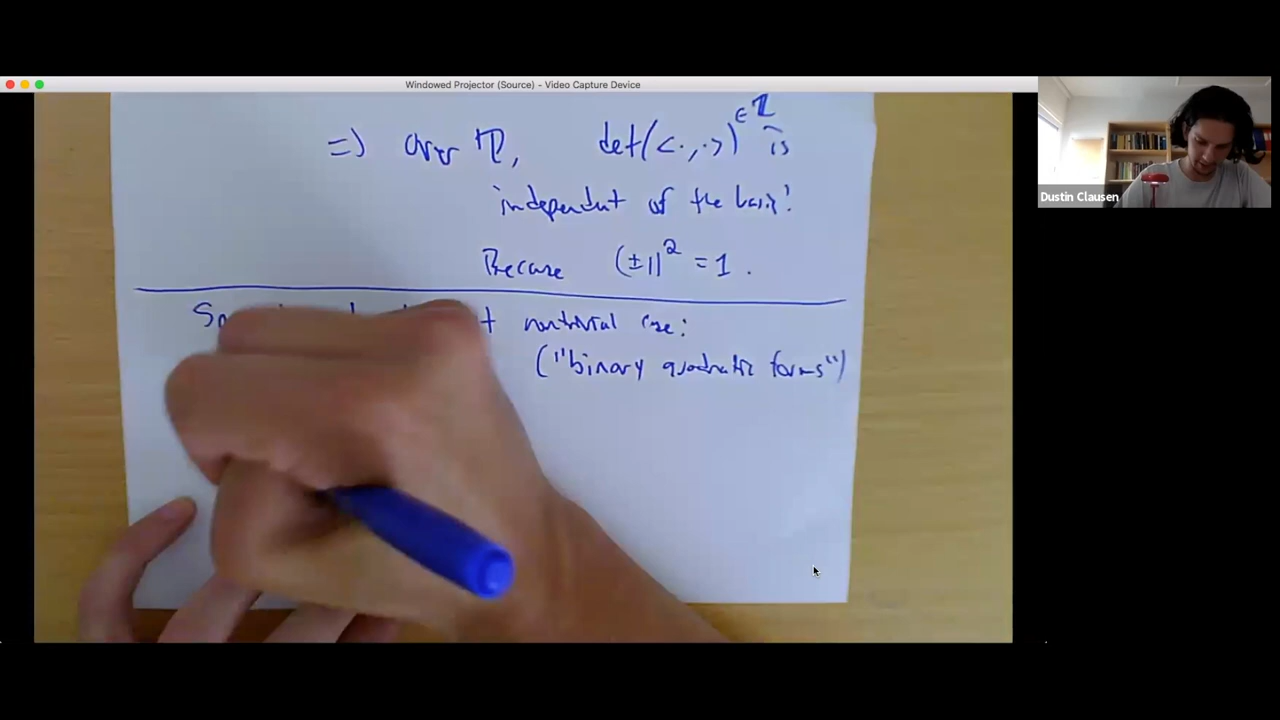 Windowed Projector (Source) - Video Capture Device
=> over ℤ, det(<·,·>) ∈ ℤ is
independent of the basis!
Because (±1)² = 1.
nontrivial case:
("binary quadratic forms")
Dustin Clausen